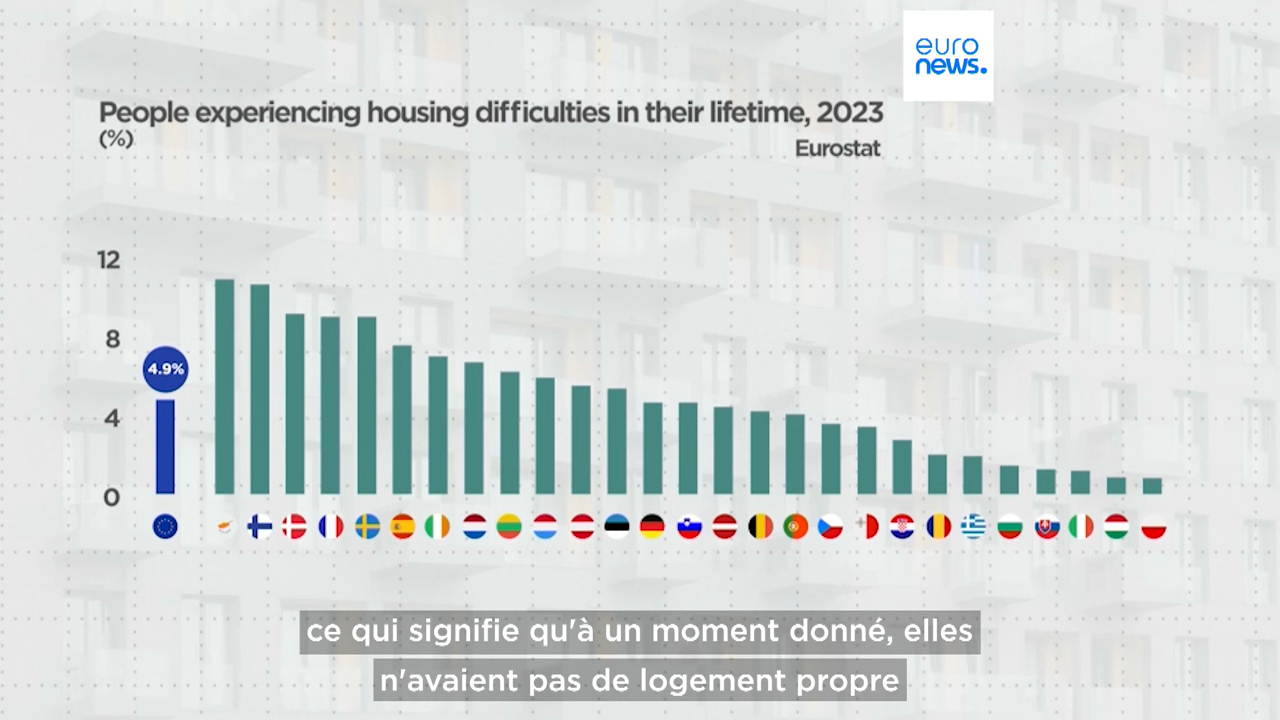 euro
news.
People experiencing housing difficulties in their lifetime, 2023
(%)
Eurostat
12
8
4.9%
4
0
ce qui signifie qu'à un moment donné, elles
n'avaient pas de logement propre